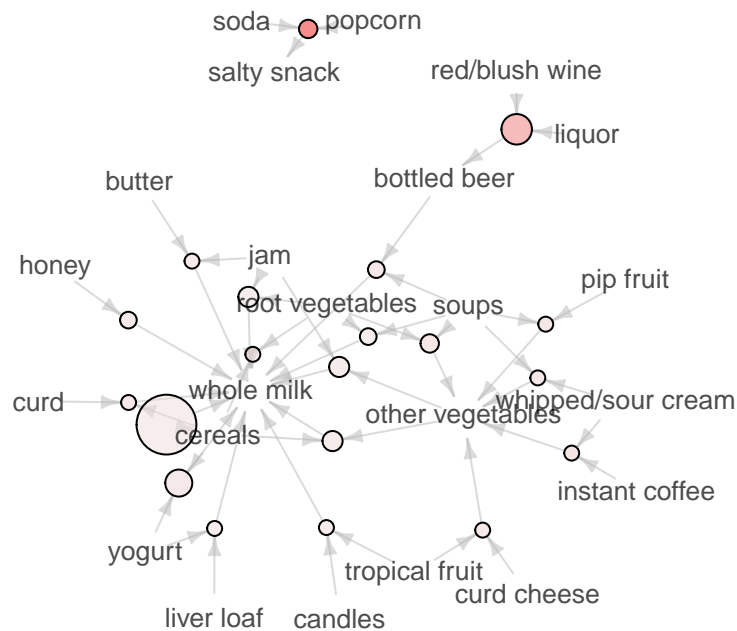 soda
popcorn
salty snack
red/blush wine
liquor
bottled beer
butter
jam
honey
pip fruit
root vegetables
soups
whole milk
curd
whipped/sour cream
other vegetables
cereals
instant coffee
yogurt
tropical fruit
curd cheese
liver loaf
candles